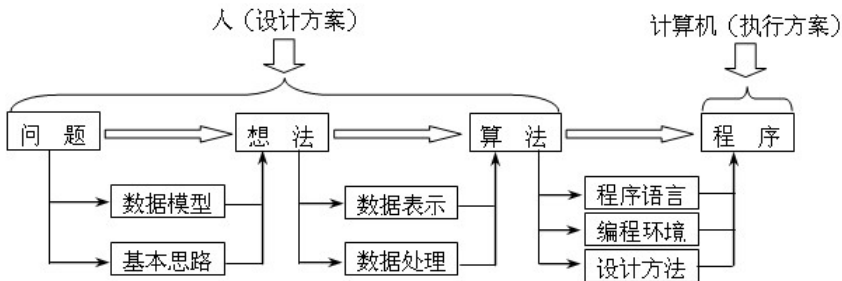 人（设计方案）
计算机（执行方案）
问 题
想 法
算 法
程 序
数据模型
数据表示
程序语言
编程环境
基本思路
数据处理
设计方法